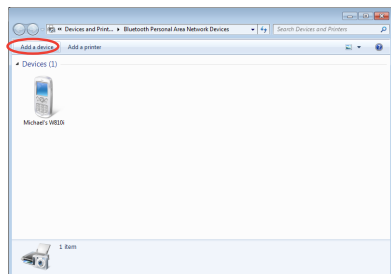 « Devices and Print... ▸ Bluetooth Personal Area Network Devices
Search Devices and Printers
Add a device
Add a printer
Devices (1)
Michael's W810i
1 item